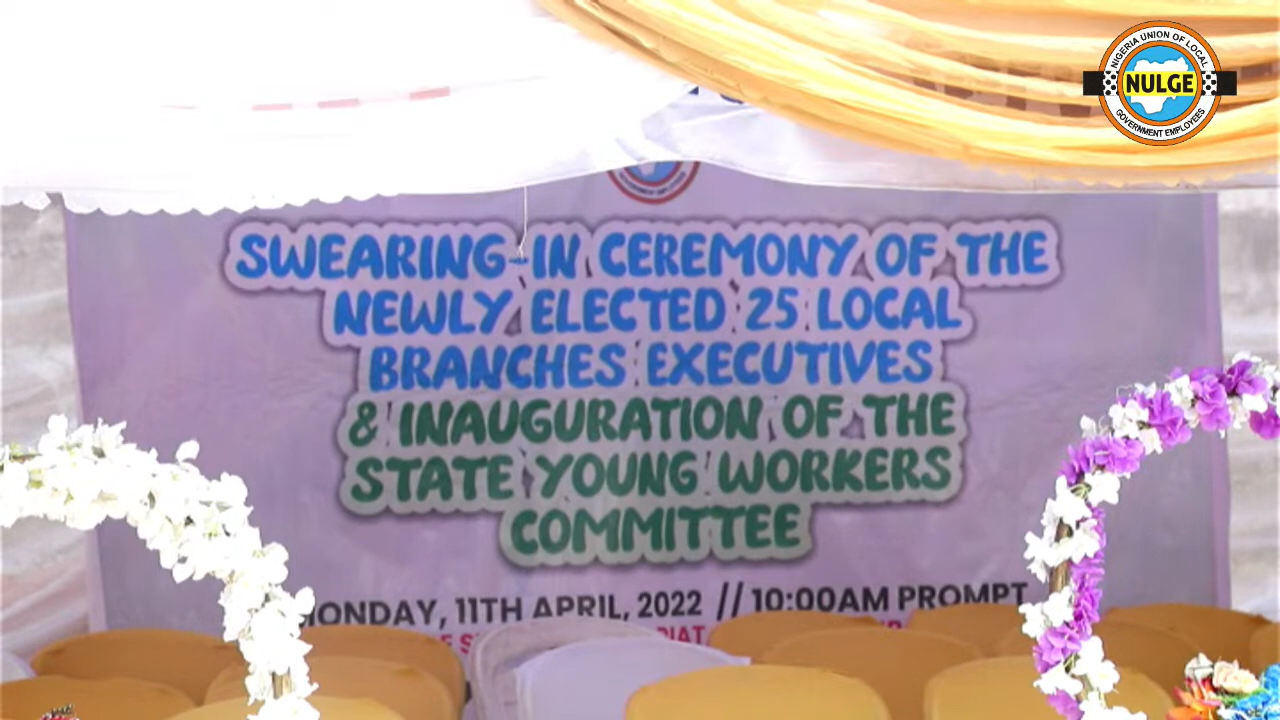 NIGERIA UNION OF LOCAL
NULGE
GOVERNMENT EMPLOYEES
SWEARING-IN CEREMONY OF THE
NEWLY ELECTED 25 LOCAL
BRANCHES EXECUTIVES
& INAUGURATION OF THE
STATE YOUNG WORKERS
COMMITTEE
MONDAY, 11TH APRIL, 2022 // 10:00AM PROMPT